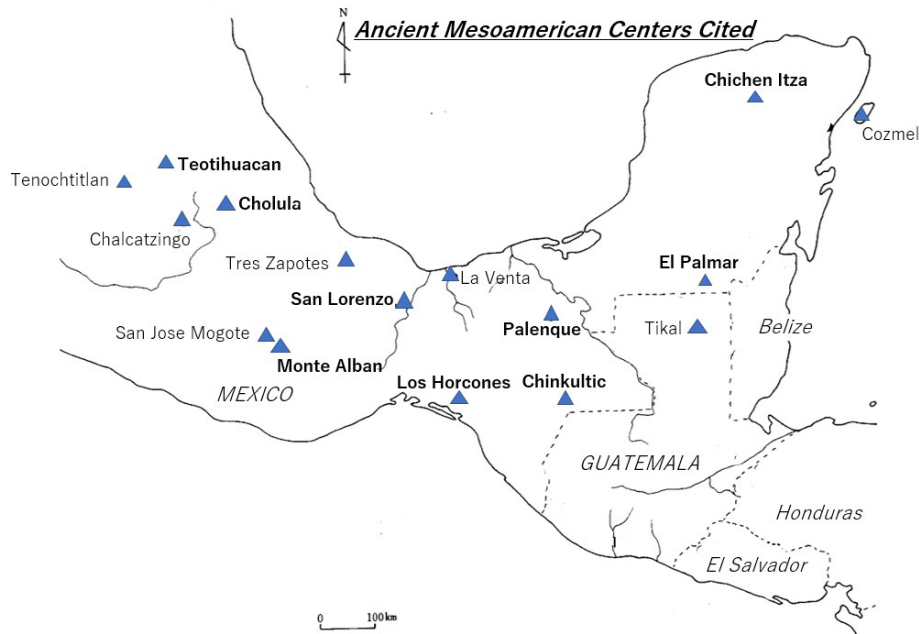 N
Ancient Mesoamerican Centers Cited
Chichen Itza
Cozmel
Teotihuacan
Tenochtitlan
Cholula
Chalcatzingo
Tres Zapotes
La Venta
El Palmar
San Lorenzo
Palenque
Tikal
Belize
San Jose Mogote
Monte Alban
MEXICO
Los Horcones
Chinkultic
GUATEMALA
Honduras
El Salvador
0 100km